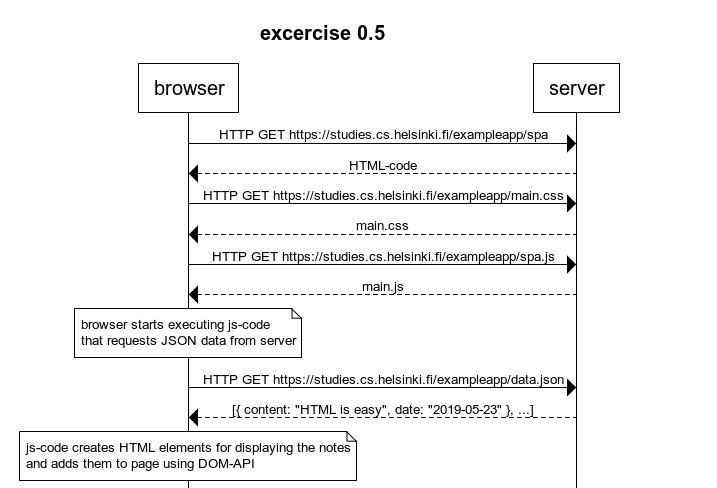 excercise 0.5
browser
server
HTTP GET https://studies.cs.helsinki.fi/exampleapp/spa
HTML-code
HTTP GET https://studies.cs.helsinki.fi/exampleapp/main.css
main.css
HTTP GET https://studies.cs.helsinki.fi/exampleapp/spa.js
main.js
browser starts executing js-code
that requests JSON data from server
HTTP GET https://studies.cs.helsinki.fi/exampleapp/data.json
[{ content: "HTML is easy", date: "2019-05-23" }, ...]
js-code creates HTML elements for displaying the notes
and adds them to page using DOM-API